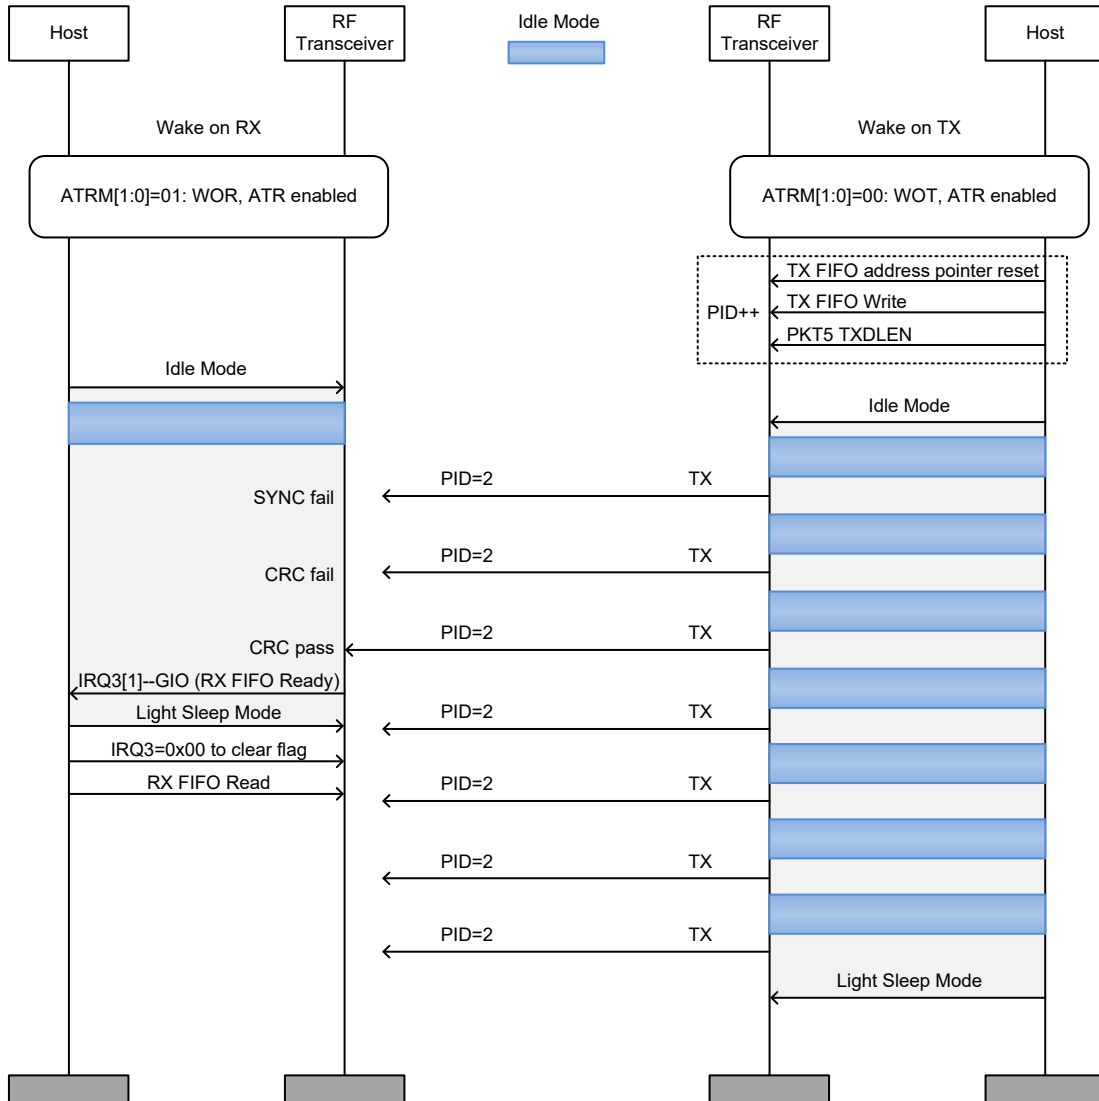 Host
RF
Transceiver
Idle Mode
RF
Transceiver
Host
Wake on RX
Wake on TX
ATRM[1:0]=01: WOR, ATR enabled
ATRM[1:0]=00: WOT, ATR enabled
TX FIFO address pointer reset
PID++
TX FIFO Write
PKT5 TXDLEN
Idle Mode
Idle Mode
SYNC fail
PID=2
TX
CRC fail
PID=2
TX
CRC pass
PID=2
TX
IRQ3[1]--GIO (RX FIFO Ready)
Light Sleep Mode
PID=2
TX
IRQ3=0x00 to clear flag
RX FIFO Read
PID=2
TX
PID=2
TX
PID=2
TX
Light Sleep Mode